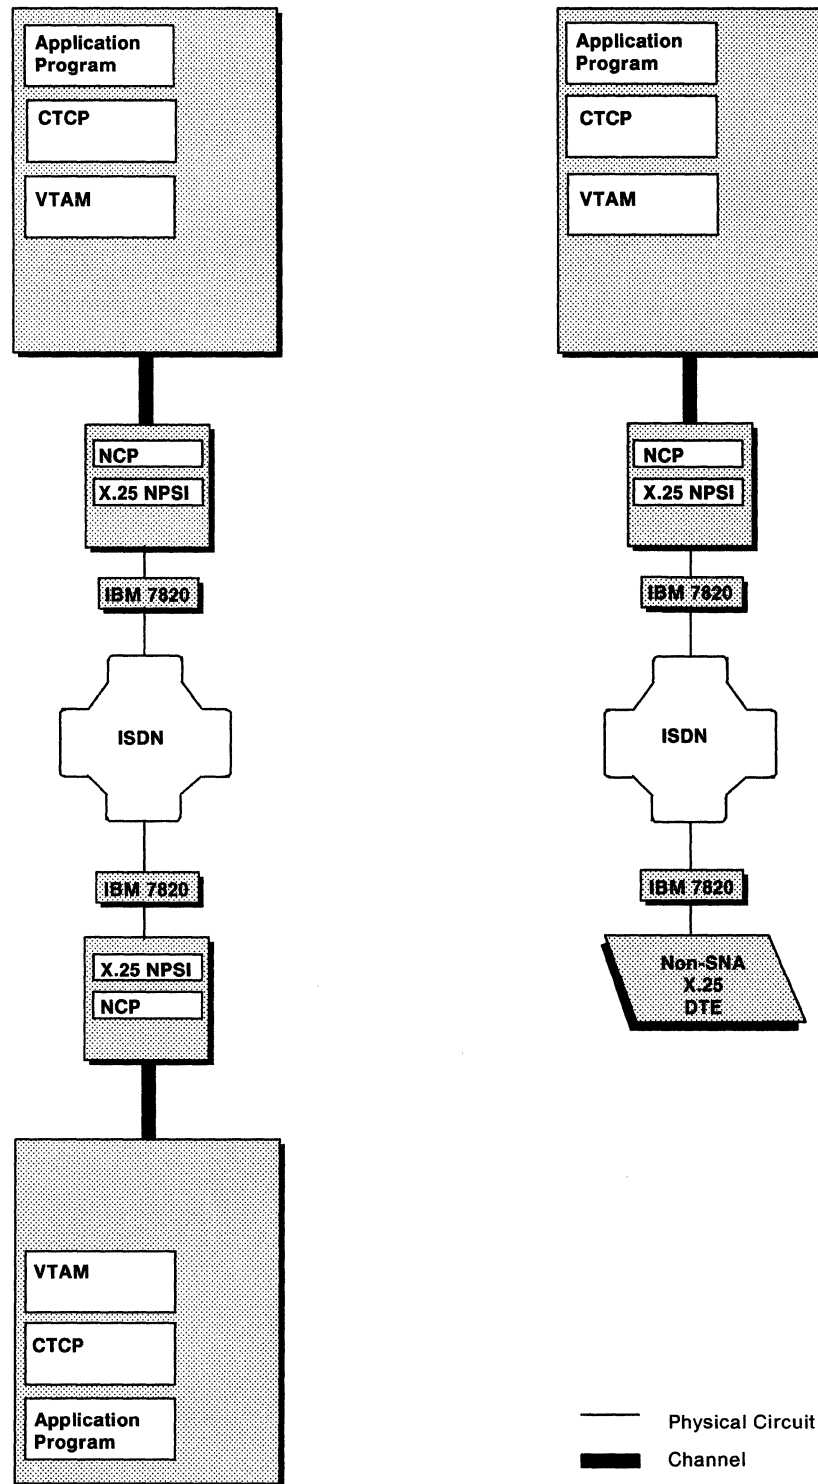 Application
Program
CTCP
VTAM
NCP
X.25 NPSI
IBM 7820
ISDN
IBM 7820
X.25 NPSI
NCP
VTAM
CTCP
Application
Program
Application
Program
CTCP
VTAM
NCP
X.25 NPSI
IBM 7820
ISDN
IBM 7820
Non-SNA
X.25
DTE
Physical Circuit
Channel